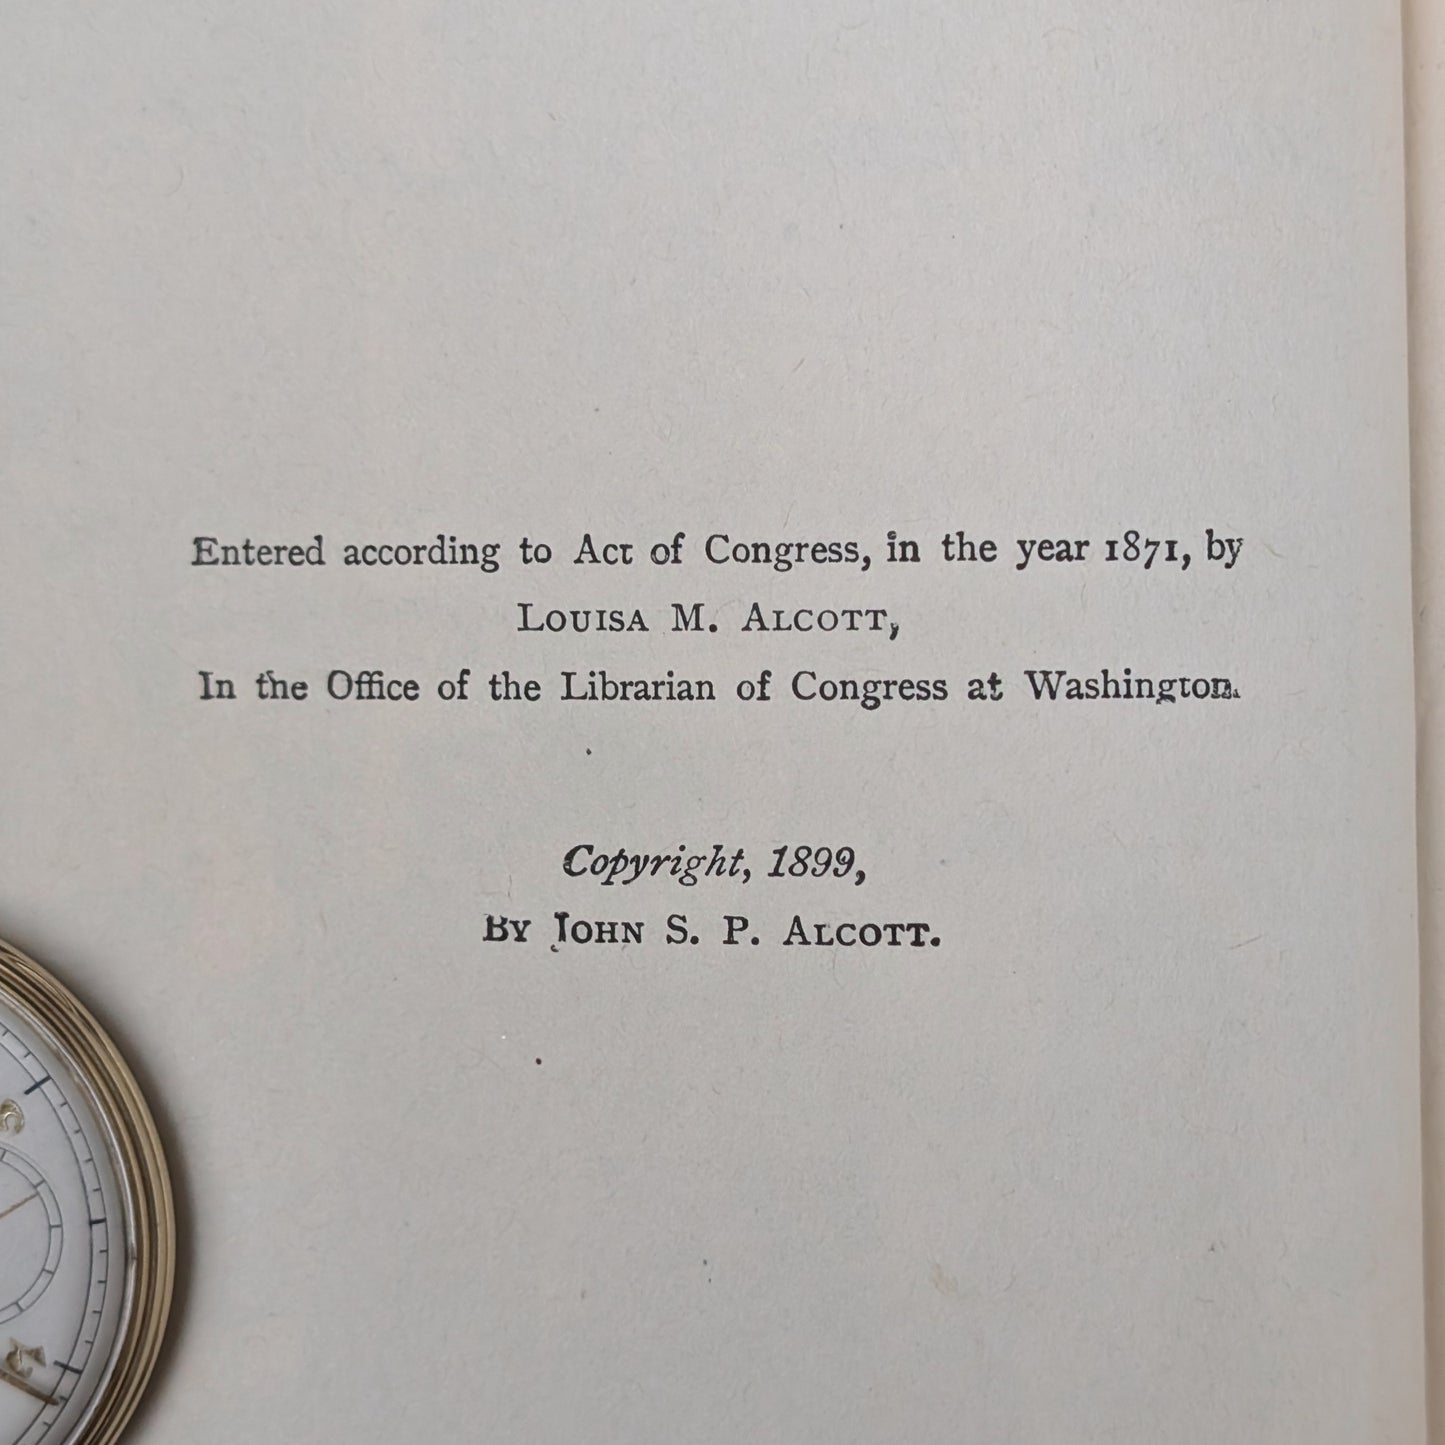 Entered according to Act of Congress, in the year 1871, by
LOUISA M. ALCOTT,
In the Office of the Librarian of Congress at Washington.
Copyright, 1899,
BY JOHN S. P. ALCOTT.